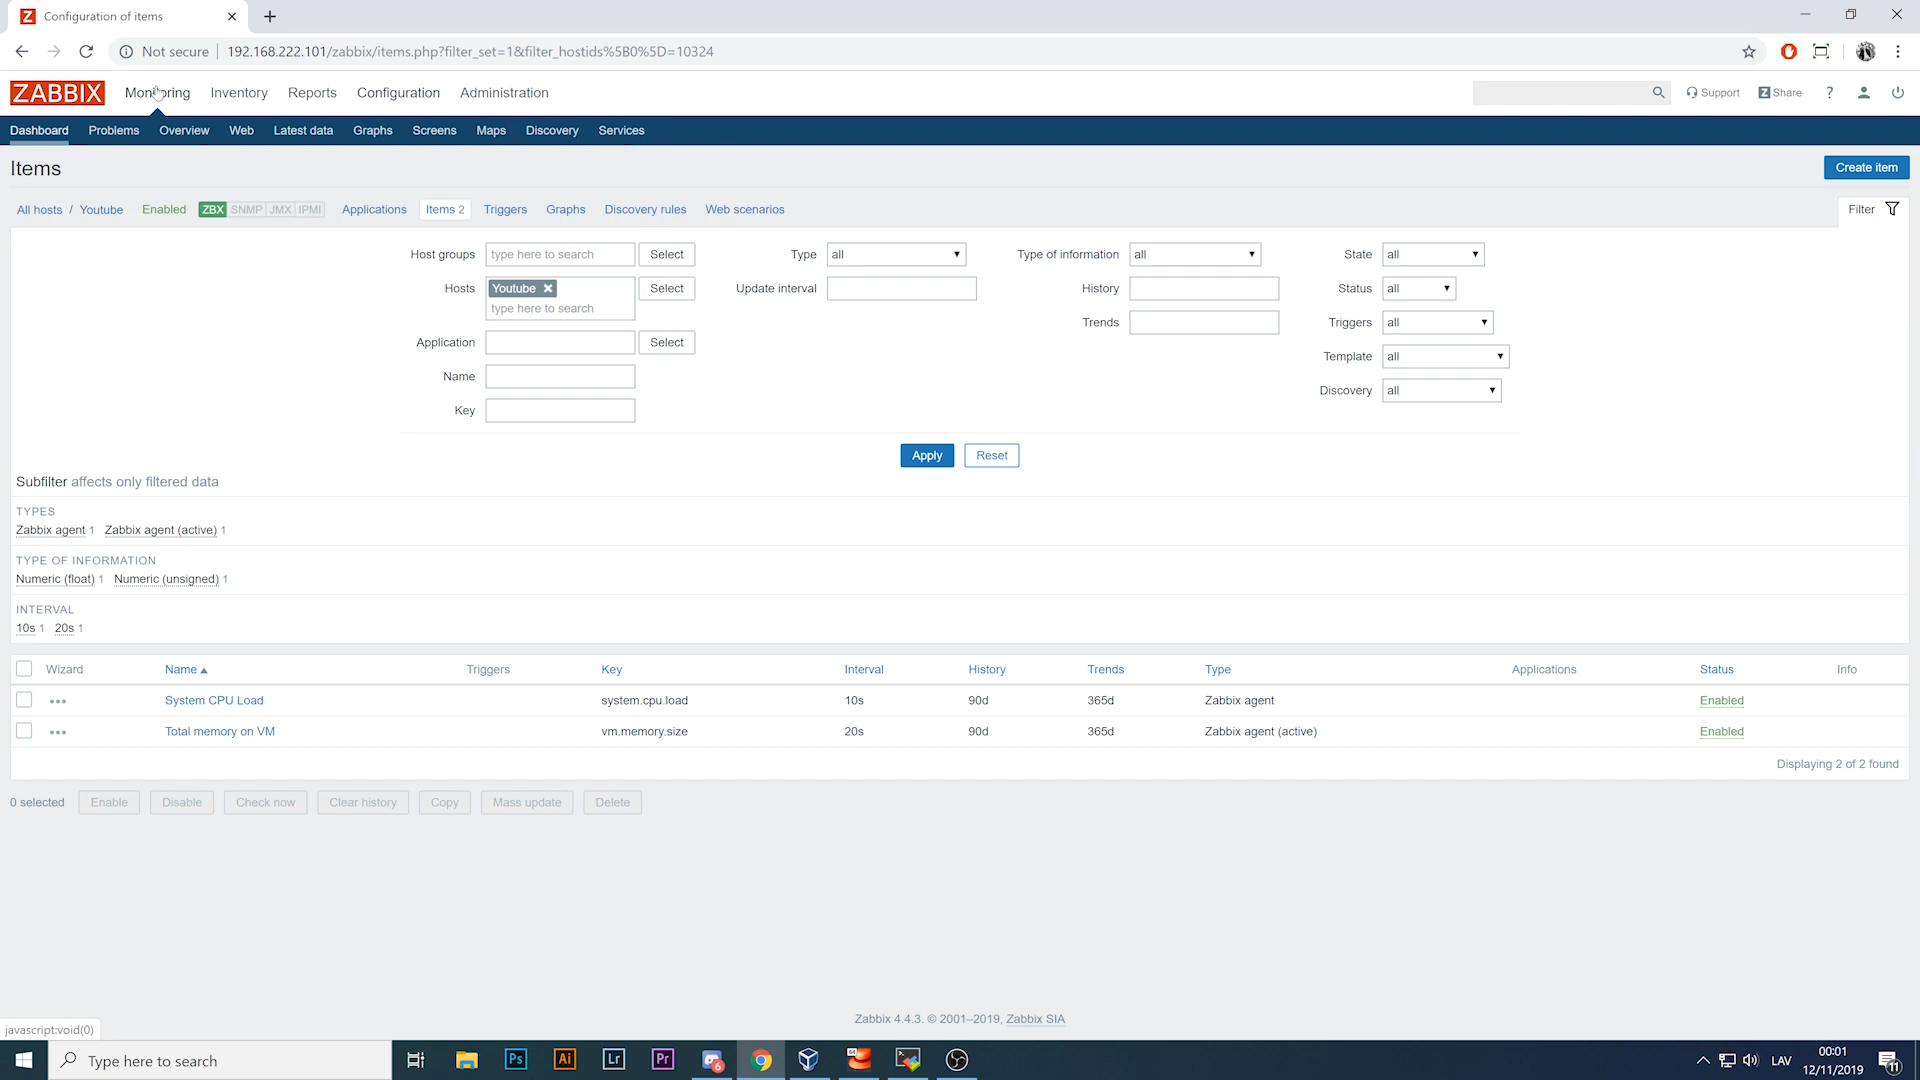 Configuration of items
Not secure 192.168.222.101/zabbix/items.php?filter_set=1&filter_hostids%5B0%5D=10324
ZABBIX Monitoring Inventory Reports Configuration Administration Support Z Share ?
Dashboard Problems Overview Web Latest data Graphs Screens Maps Discovery Services
Items Create item
All hosts / Youtube Enabled ZBX SNMP JMX IPMI Applications Items 2 Triggers Graphs Discovery rules Web scenarios Filter
Host groups type here to search Select Type all Type of information all State all
Hosts Youtube Select Update interval History Status all
type here to search
Trends Triggers all
Application Select
Template all
Name
Discovery all
Key
Apply Reset
Subfilter affects only filtered data
TYPES
Zabbix agent 1 Zabbix agent (active) 1
TYPE OF INFORMATION
Numeric (float) 1 Numeric (unsigned) 1
INTERVAL
10s 1 20s 1
Wizard Name Triggers Key Interval History Trends Type Applications Status Info
System CPU Load system.cpu.load 10s 90d 365d Zabbix agent Enabled
Total memory on VM vm.memory.size 20s 90d 365d Zabbix agent (active) Enabled
Displaying 2 of 2 found
0 selected Enable Disable Check now Clear history Copy Mass update Delete
Zabbix 4.4.3. © 2001–2019, Zabbix SIA
javascript:void(0)
Type here to search Ps Ai Lr Pr 6 64 LAV 00:01
12/11/2019 11